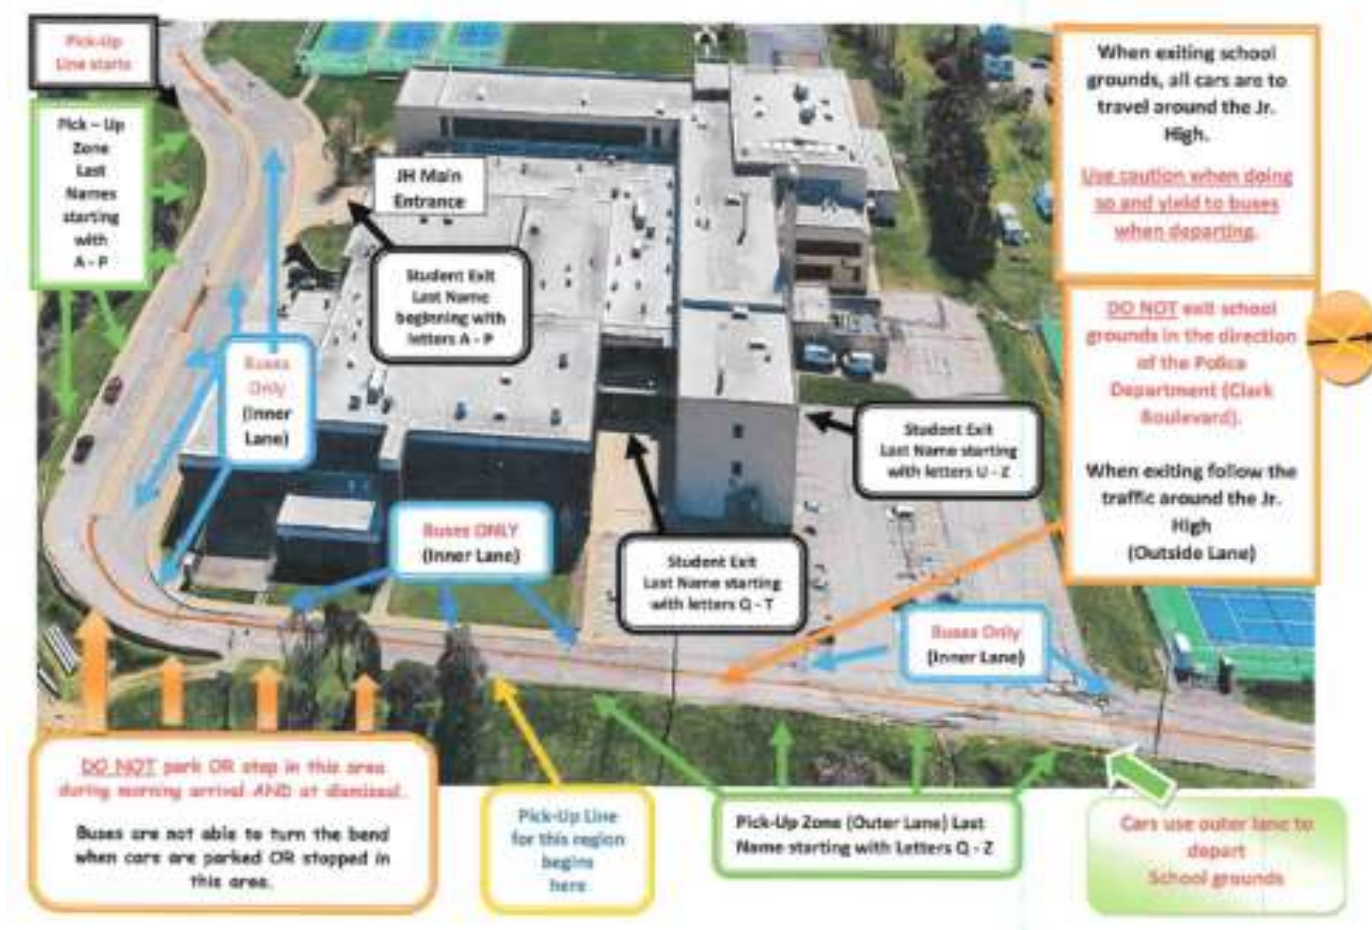 Pick-Up
Line starts
Pick – Up
Zone
Last
Names
starting
with
A - P
JH Main
Entrance
Student Exit
Last Name
beginning with
letters A - P
Buses
Only
(Inner
Lane)
Buses ONLY
(Inner Lane)
Student Exit
Last Name starting
with letters Q - T
Student Exit
Last Name starting
with letters U - Z
Buses Only
(Inner Lane)
When exiting school
grounds, all cars are to
travel around the Jr.
High.
Use caution when doing
so and yield to buses
when departing.
DO NOT exit school
grounds in the direction
of the Police
Department (Clark
Boulevard).
When exiting follow the
traffic around the Jr.
High
(Outside Lane)
DO NOT park OR stop in this area
during morning arrival AND at dismissal.
Buses are not able to turn the bend
when cars are parked OR stopped in
this area.
Pick-Up Line
for this region
begins
here
Pick-Up Zone (Outer Lane) Last
Name starting with Letters Q - Z
Cars use outer lane to
depart
School grounds